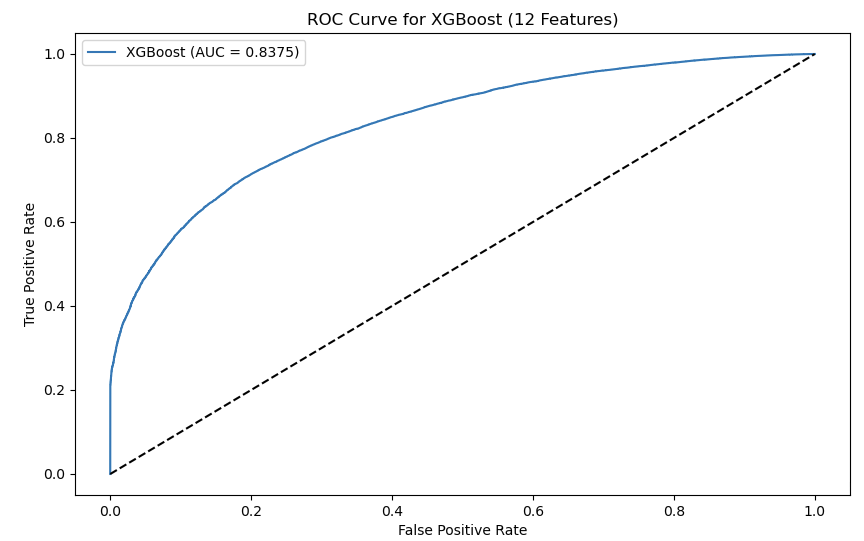 ROC Curve for XGBoost (12 Features)
XGBoost (AUC = 0.8375)
1.0
0.8
0.6
0.4
0.2
0.0
True Positive Rate
0.0 0.2 0.4 0.6 0.8 1.0
False Positive Rate